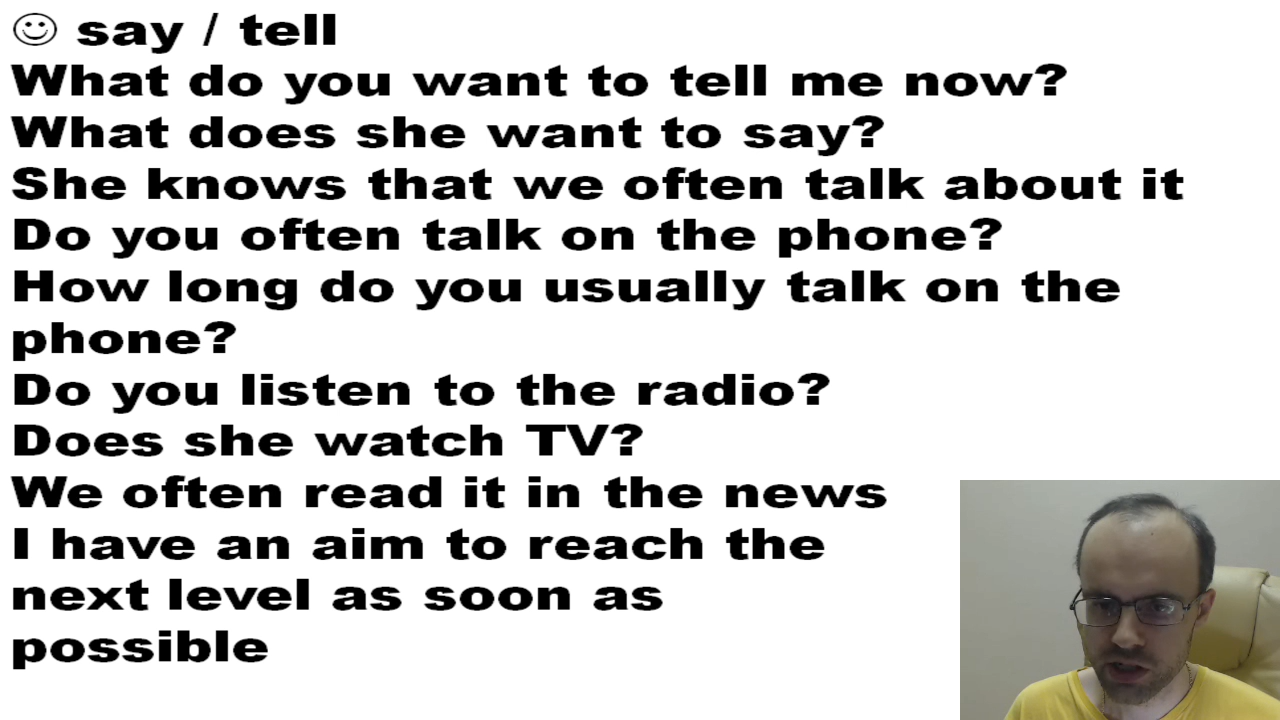 ☺ say / tell
What do you want to tell me now?
What does she want to say?
She knows that we often talk about it
Do you often talk on the phone?
How long do you usually talk on the
phone?
Do you listen to the radio?
Does she watch TV?
We often read it in the news
I have an aim to reach the
next level as soon as
possible